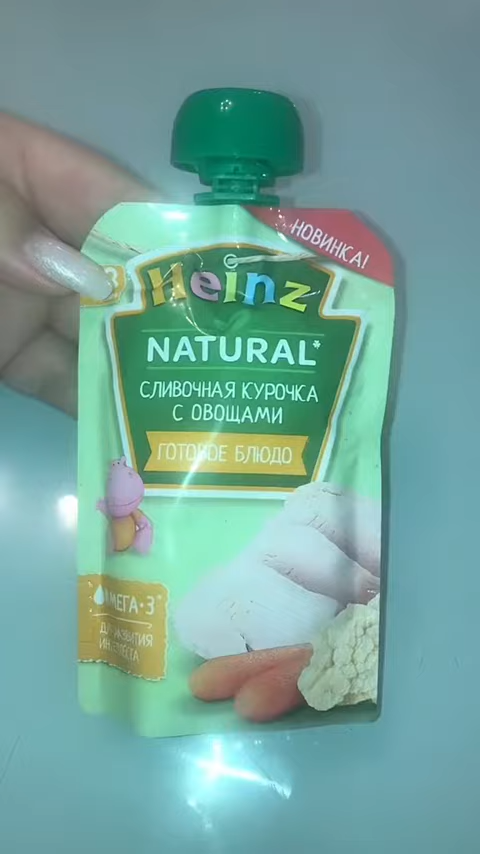 НОВИНКА!
Heinz
NATURAL*
СЛИВОЧНАЯ КУРОЧКА
С ОВОЩАМИ
ГОТОВОЕ БЛЮДО
ОМЕГА-3*
ДЛЯ РАЗВИТИЯ
ИНТЕЛЛЕКТА